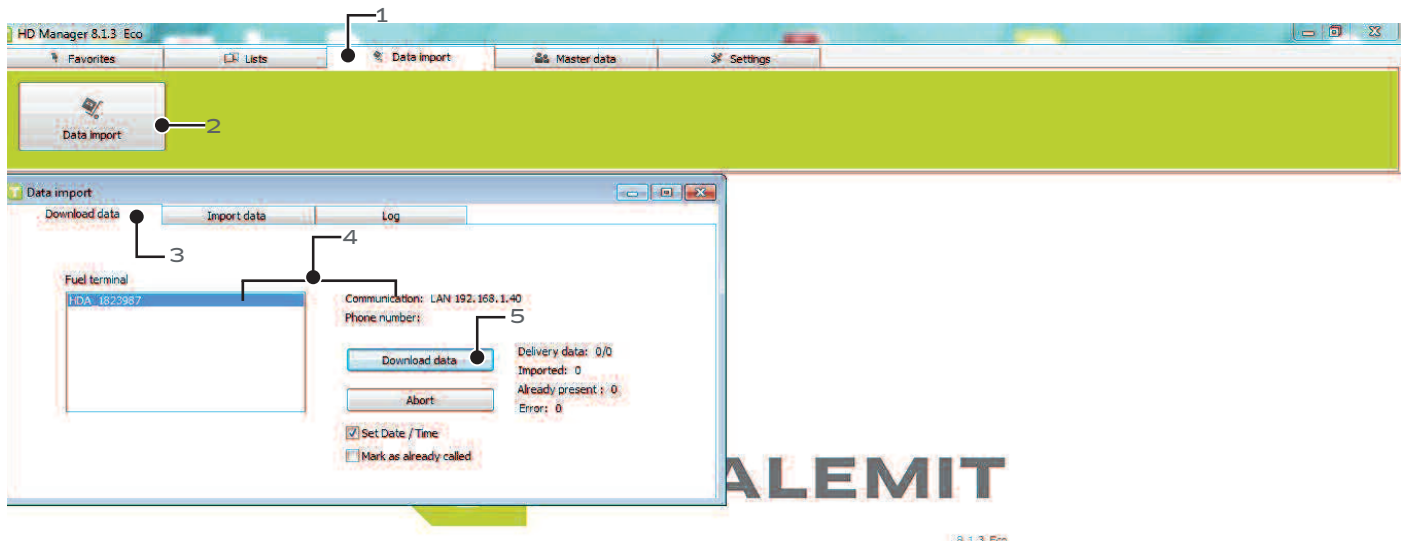 1
HD Manager 8.1.3 Eco
Favorites Lists Data import Master data Settings
Data import
2
Data import
Download data Import data Log
3
4
Fuel terminal
HDA_1823987
Communication: LAN 192.168.1.40
Phone number:
5
Download data
Delivery data: 0/0
Imported: 0
Already present : 0
Abort
Error: 0
Set Date / Time
Mark as already called
ALEMIT
8.1.3 Eco